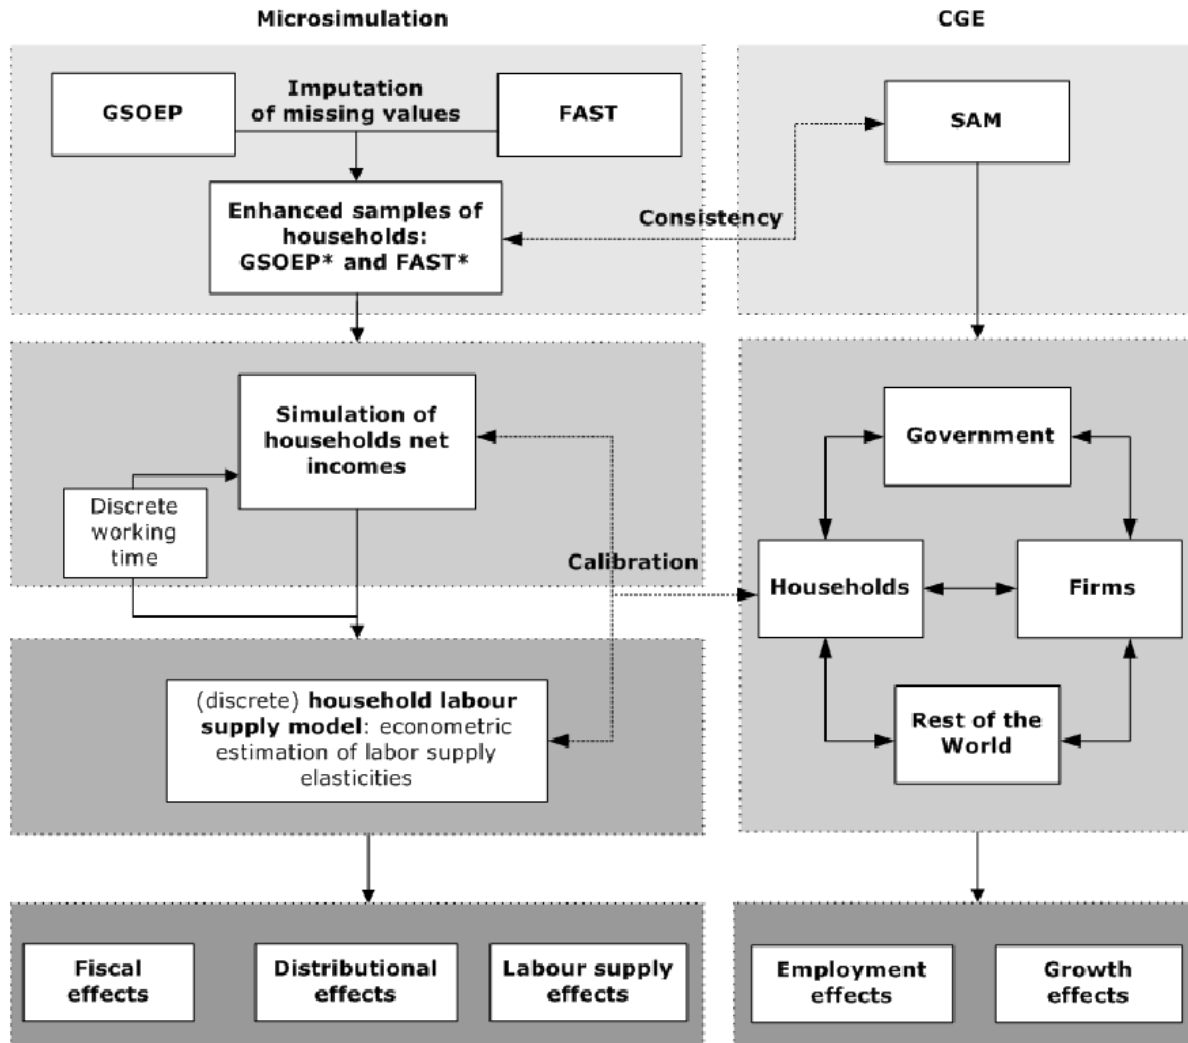 Microsimulation
CGE
GSOEP
Imputation
of missing values
FAST
SAM
Enhanced samples of
households:
GSOEP* and FAST*
Consistency
Simulation of
households net
incomes
Discrete
working
time
Government
Calibration
Households
Firms
(discrete) household labour
supply model: econometric
estimation of labor supply
elasticities
Rest of the
World
Fiscal
effects
Distributional
effects
Labour supply
effects
Employment
effects
Growth
effects